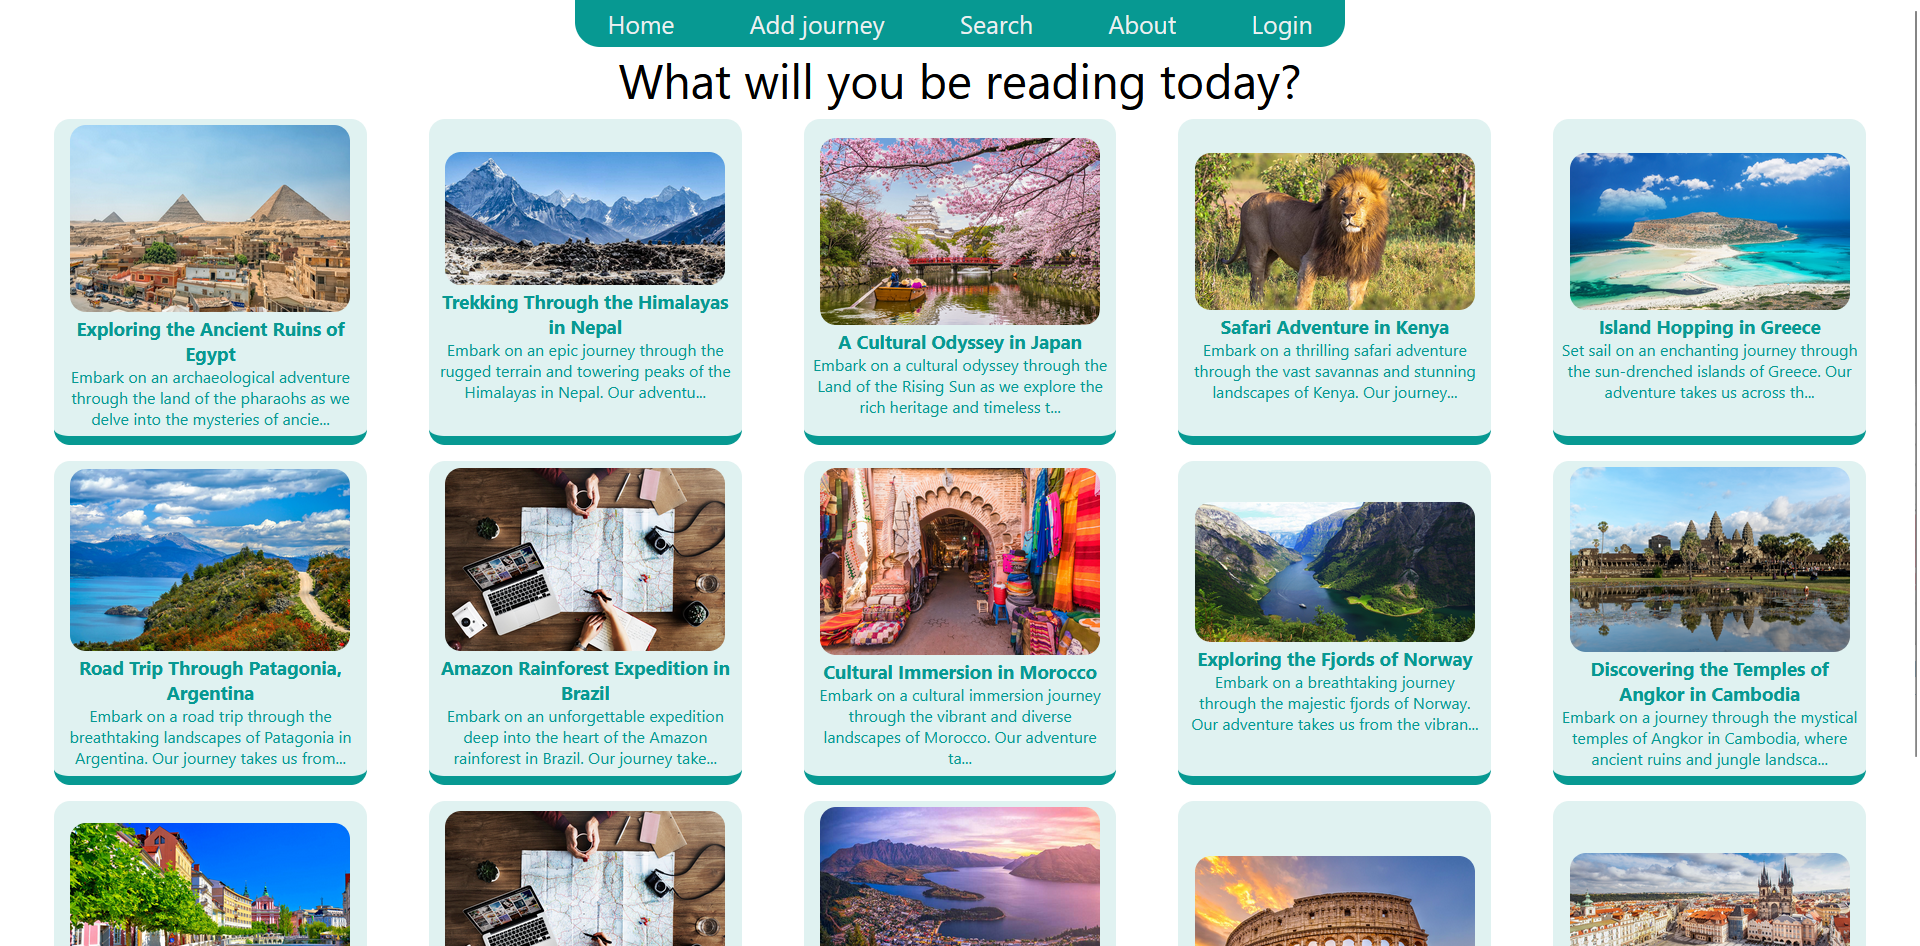 Home Add journey Search About Login
What will you be reading today?
Exploring the Ancient Ruins of
Egypt
Embark on an archaeological adventure
through the land of the pharaohs as we
delve into the mysteries of ancie...
Trekking Through the Himalayas
in Nepal
Embark on an epic journey through the
rugged terrain and towering peaks of the
Himalayas in Nepal. Our adventu...
A Cultural Odyssey in Japan
Embark on a cultural odyssey through the
Land of the Rising Sun as we explore the
rich heritage and timeless t...
Safari Adventure in Kenya
Embark on a thrilling safari adventure
through the vast savannas and stunning
landscapes of Kenya. Our journey...
Island Hopping in Greece
Set sail on an enchanting journey through
the sun-drenched islands of Greece. Our
adventure takes us across th...
Road Trip Through Patagonia,
Argentina
Embark on a road trip through the
breathtaking landscapes of Patagonia in
Argentina. Our journey takes us from...
Amazon Rainforest Expedition in
Brazil
Embark on an unforgettable expedition
deep into the heart of the Amazon
rainforest in Brazil. Our journey take...
Cultural Immersion in Morocco
Embark on a cultural immersion journey
through the vibrant and diverse
landscapes of Morocco. Our adventure
ta...
Exploring the Fjords of Norway
Embark on a breathtaking journey
through the majestic fjords of Norway.
Our adventure takes us from the vibran...
Discovering the Temples of
Angkor in Cambodia
Embark on a journey through the mystical
temples of Angkor in Cambodia, where
ancient ruins and jungle landsca...